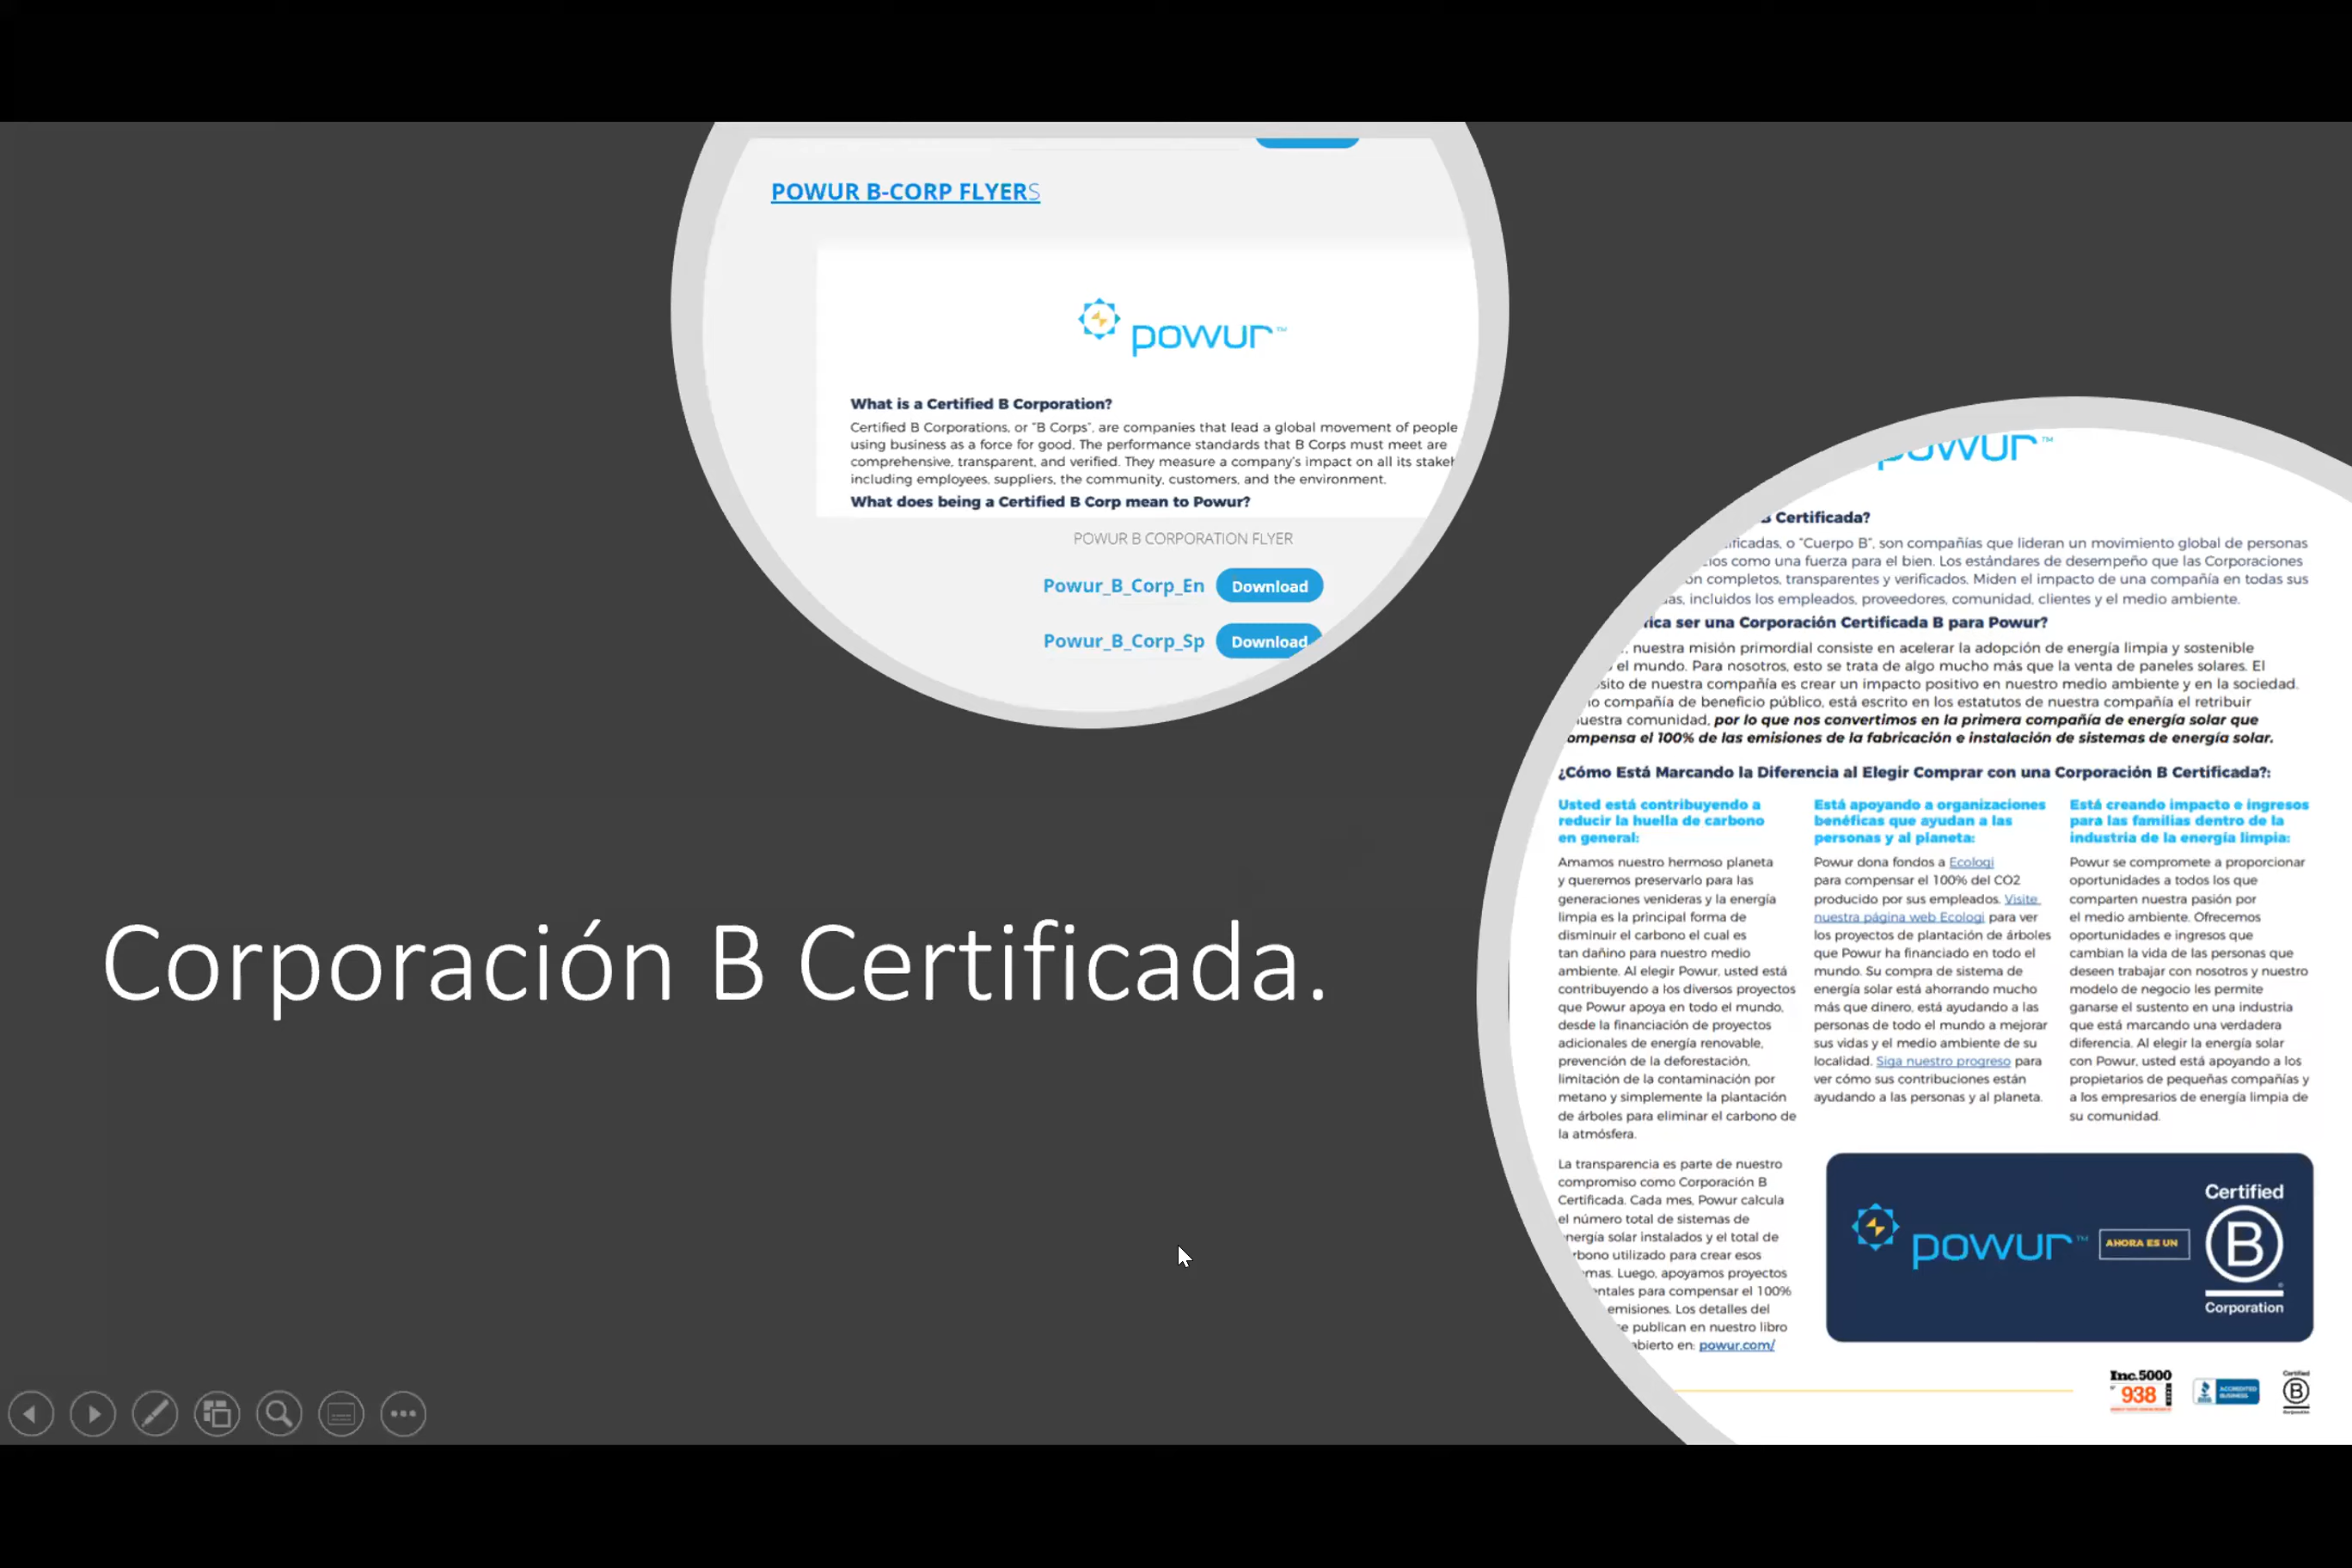 POWUR B-CORP FLYERS
powur™
What is a Certified B Corporation?
Certified B Corporations, or "B Corps", are companies that lead a global movement of people
using business as a force for good. The performance standards that B Corps must meet are
comprehensive, transparent, and verified. They measure a company's impact on all its
including employees, suppliers, the community, customers, and the environment.
What does being a Certified B Corp mean to Powur?
POWUR B CORPORATION FLYER
Powur_B_Corp_En Download
Powur_B_Corp_Sp Download
Corporación B Certificada.
powur™
B Certificada?
o "Cuerpo B", son compañías que lideran un movimiento global de personas
como una fuerza para el bien. Los estándares de desempeño que las Corporaciones
completos, transparentes y verificados. Miden el impacto de una compañía en todas sus
incluidos los empleados, proveedores, comunidad, clientes y el medio ambiente.
ser una Corporación Certificada B para Powur?
nuestra misión primordial consiste en acelerar la adopción de energía limpia y sostenible
el mundo. Para nosotros, esto se trata de algo mucho más que la venta de paneles solares. El
de nuestra compañía es crear un impacto positivo en nuestro medio ambiente y en la sociedad.
compañía de beneficio público, está escrito en los estatutos de nuestra compañía el retribuir
comunidad, por lo que nos convertimos en la primera compañía de energía solar que
el 100% de las emisiones de la fabricación e instalación de sistemas de energía solar.
¿Cómo Está Marcando la Diferencia al Elegir Comprar con una Corporación B Certificada?:
Usted está contribuyendo a
reducir la huella de carbono
en general:
Amamos nuestro hermoso planeta
y queremos preservarlo para las
generaciones venideras y la energía
limpia es la principal forma de
disminuir el carbono el cual es
tan dañino para nuestro medio
ambiente. Al elegir Powur, usted está
contribuyendo a los diversos proyectos
que Powur apoya en todo el mundo,
desde la financiación de proyectos
adicionales de energía renovable,
prevención de la deforestación,
limitación de la contaminación por
metano y simplemente la plantación
de árboles para eliminar el carbono de
la atmósfera.
La transparencia es parte de nuestro
compromiso como Corporación B
Certificada. Cada mes, Powur calcula
el número total de sistemas de
energía solar instalados y el total de
utilizado para crear esos
Luego, apoyamos proyectos
para compensar el 100%
emisiones. Los detalles del
se publican en nuestro libro
en: powur.com/
Está apoyando a organizaciones
benéficas que ayudan a las
personas y al planeta:
Powur dona fondos a Ecologi
para compensar el 100% del CO2
producido por sus empleados. Visite
nuestra página web Ecologi para ver
los proyectos de plantación de árboles
que Powur ha financiado en todo el
mundo. Su compra de sistema de
energía solar está ahorrando mucho
más que dinero, está ayudando a las
personas de todo el mundo a mejorar
sus vidas y el medio ambiente de su
localidad. Siga nuestro progreso para
ver cómo sus contribuciones están
ayudando a las personas y al planeta.
Está creando impacto e ingresos
para las familias dentro de la
industria de la energía limpia:
Powur se compromete a proporcionar
oportunidades a todos los que
comparten nuestra pasión por
el medio ambiente. Ofrecemos
oportunidades e ingresos que
cambian la vida de las personas que
deseen trabajar con nosotros y nuestro
modelo de negocio les permite
ganarse el sustento en una industria
que está marcando una verdadera
diferencia. Al elegir la energía solar
con Powur, usted está apoyando a los
propietarios de pequeñas compañías y
a los empresarios de energía limpia de
su comunidad.
powur™
AHORA ES UN
Certified
B
Corporation
Inc.5000
938
ACCREDITED
BUSINESS
Certified
B
Corporation